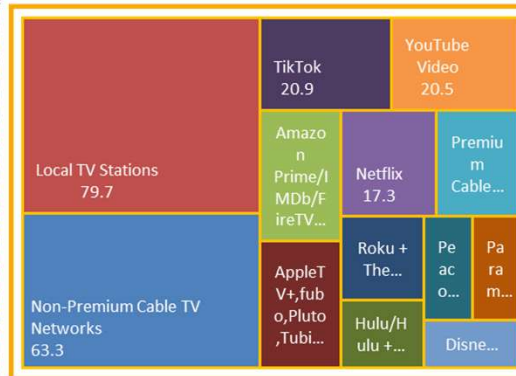 Local TV Stations
79.7
Non-Premium Cable TV
Networks
63.3
TikTok
20.9
YouTube
Video
20.5
Amazo
n
Prime/I
MDb/F
ireTV...
Netflix
17.3
Premiu
m
Cable...
AppleT
V+,fub
o,Pluto
,Tubi...
Roku +
The...
Hulu/H
ulu +...
Pe
aco
...
Pa
ram
...
Disne...